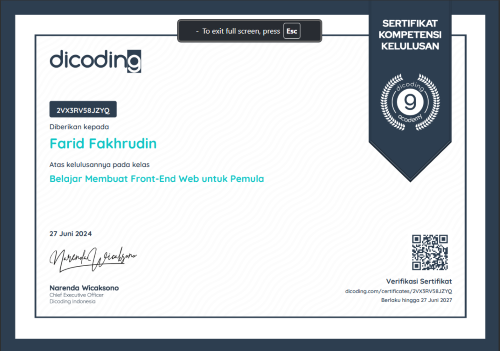 - To exit full screen, press Esc
SERTIFIKAT
KOMPETENSI
KELULUSAN
dicoding
dicoding
academy
2VX3RV58JZYQ
Diberikan kepada
Farid Fakhrudin
Atas kelulusannya pada kelas
Belajar Membuat Front-End Web untuk Pemula
27 Juni 2024
Narenda Wicaksono
Narenda Wicaksono
Chief Executive Officer
Dicoding Indonesia
Verifikasi Sertifikat
dicoding.com/certificates/2VX3RV58JZYQ
Berlaku hingga 27 Juni 2027